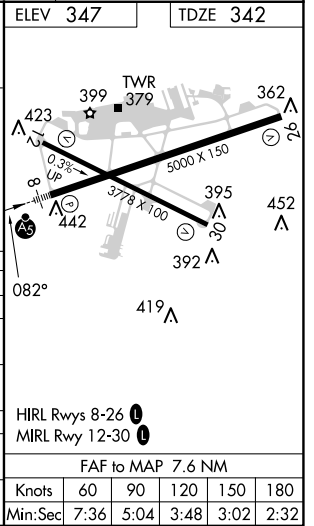 ELEV 347 TDZE 342
TWR
399 379
362
423
12
26
0.3%
UP
5000 X 150
8
3778 X 100
395
V
V
V
P
442
452
A5
30
392
082°
419
HIRL Rwys 8-26 L
MIRL Rwy 12-30 L
FAF to MAP 7.6 NM
Knots 60 90 120 150 180
Min:Sec 7:36 5:04 3:48 3:02 2:32